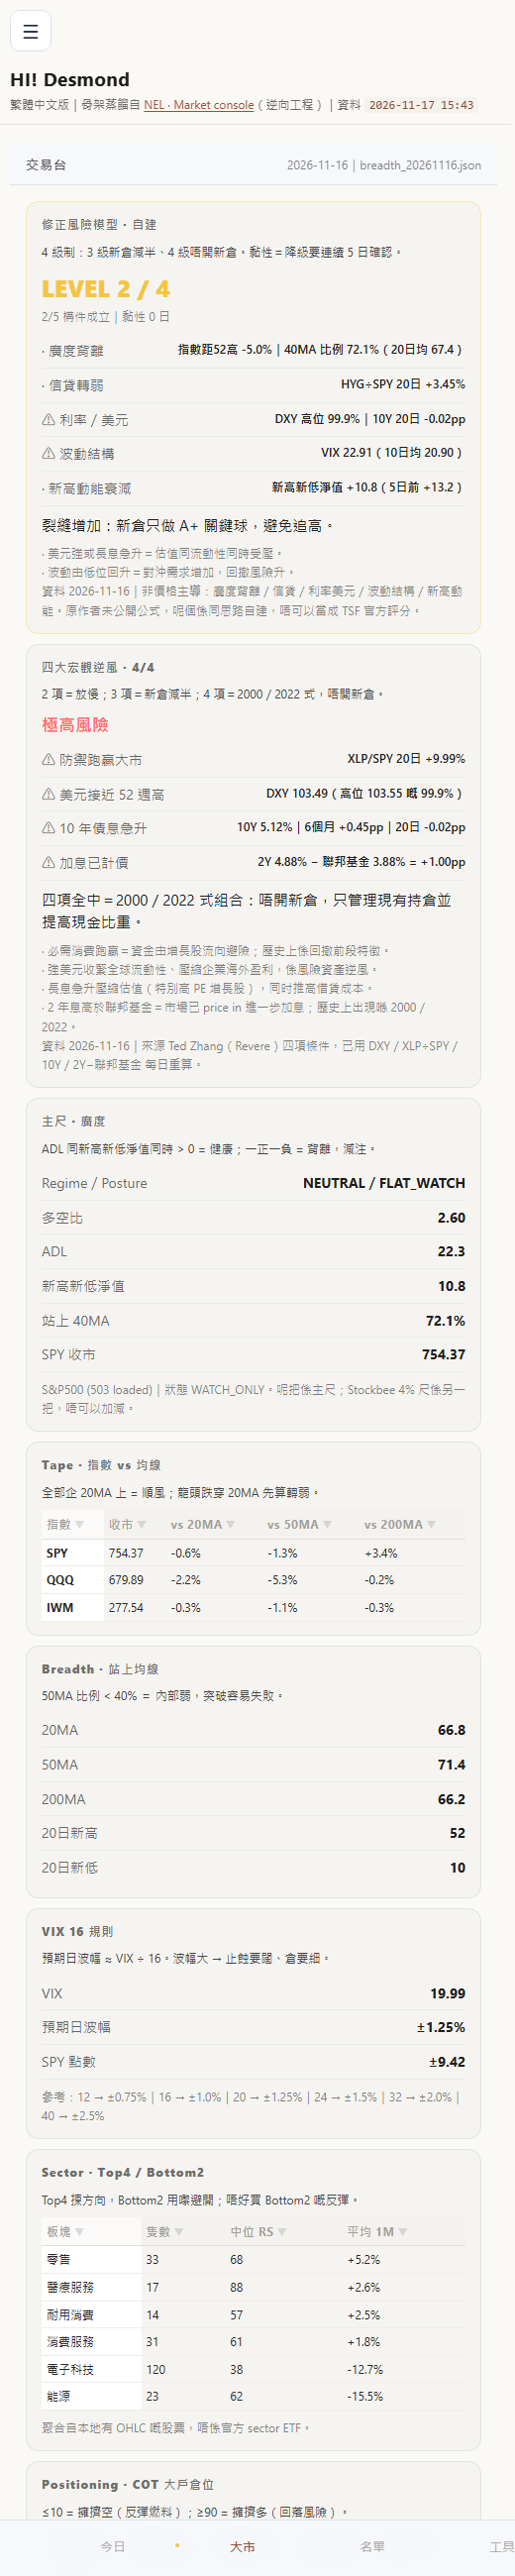 ☰
HI! Desmond
繁體中文版｜骨架蒸餾自 NEL · Market console（逆向工程）｜資料 2026-11-17 15:43
交易台 2026-11-16｜breadth_20261116.json
修正風險模型 · 自建
4 級制：3 級新倉減半、4 級唔開新倉。黏性＝降級要連續 5 日確認。
LEVEL 2 / 4
2/5 構件成立｜黏性 0 日
· 廣度背離 指數距52高 -5.0%｜40MA 比例 72.1%（20日均 67.4）
· 信貸轉弱 HYG÷SPY 20日 +3.45%
⚠ 利率 / 美元 DXY 高位 99.9%｜10Y 20日 -0.02pp
⚠ 波動結構 VIX 22.91（10日均 20.90）
· 新高動能衰減 新高新低淨值 +10.8（5日前 +13.2）
裂縫增加：新倉只做 A+ 關鍵球，避免追高。
· 美元強或長息急升＝估值同流動性同時受壓。
· 波動由低位回升＝對沖需求增加，回撤風險升。
資料 2026-11-16｜非價格主導：廣度背離 / 信貸 / 利率美元 / 波動結構 / 新高動
能。原作者未公開公式，呢個係同思路自建，唔可以當成 TSF 官方評分。
四大宏觀逆風 · 4/4
2 項＝放慢；3 項＝新倉減半；4 項＝2000 / 2022 式，唔開新倉。
極高風險
⚠ 防禦跑贏大市 XLP/SPY 20日 +9.99%
⚠ 美元接近 52 週高 DXY 103.49（高位 103.55 嘅 99.9%）
⚠ 10 年債息急升 10Y 5.12%｜6個月 +0.45pp｜20日 -0.02pp
⚠ 加息已計價 2Y 4.88% − 聯邦基金 3.88% = +1.00pp
四項全中＝2000 / 2022 式組合：唔開新倉，只管理現有持倉並
提高現金比重。
· 必需消費跑贏＝資金由增長股流向避險；歷史上係回撤前段特徵。
· 強美元收緊全球流動性、壓縮企業海外盈利，係風險資產逆風。
· 長息急升壓縮估值（特別高 PE 增長股），同時推高借貸成本。
· 2 年息高於聯邦基金＝市場已 price in 進一步加息；歷史上出現喺 2000 /
2022。
資料 2026-11-16｜來源 Ted Zhang（Revere）四項條件，已用 DXY / XLP÷SPY /
10Y / 2Y−聯邦基金 每日重算。
主尺 · 廣度
ADL 同新高新低淨值同時 > 0 = 健康；一正一負 = 背離，減注。
Regime / Posture NEUTRAL / FLAT_WATCH
多空比 2.60
ADL 22.3
新高新低淨值 10.8
站上 40MA 72.1%
SPY 收市 754.37
S&P500 (503 loaded)｜狀態 WATCH_ONLY。呢把係主尺；Stockbee 4% 尺係另一
把，唔可以加減。
Tape · 指數 vs 均線
全部企 20MA 上 = 順風；龍頭跌穿 20MA 先算轉弱。
指數 ▼ 收市 ▼ vs 20MA ▼ vs 50MA ▼ vs 200MA ▼
SPY 754.37 -0.6% -1.3% +3.4%
QQQ 679.89 -2.2% -5.3% -0.2%
IWM 277.54 -0.3% -1.1% -0.3%
Breadth · 站上均線
50MA 比例 < 40% ＝ 內部弱，突破容易失敗。
20MA 66.8
50MA 71.4
200MA 66.2
20日新高 52
20日新低 10
VIX 16 規則
預期日波幅 ≈ VIX ÷ 16。波幅大 → 止蝕要闊、倉要細。
VIX 19.99
預期日波幅 ±1.25%
SPY 點數 ±9.42
參考：12 → ±0.75%｜16 → ±1.0%｜20 → ±1.25%｜24 → ±1.5%｜32 → ±2.0%｜
40 → ±2.5%
Sector · Top4 / Bottom2
Top4 揀方向，Bottom2 用嚟避開；唔好買 Bottom2 嘅反彈。
板塊 ▼ 隻數 ▼ 中位 RS ▼ 平均 1M ▼
零售 33 68 +5.2%
醫療服務 17 88 +2.6%
耐用消費 14 57 +2.5%
消費服務 31 61 +1.8%
電子科技 120 38 -12.7%
能源 23 62 -15.5%
聚合自本地有 OHLC 嘅股票，唔係官方 sector ETF。
Positioning · COT 大戶倉位
≤10 = 擁擠空（反彈燃料）；≥90 = 擁擠多（回落風險）。
今日 • 大市 名單 工具